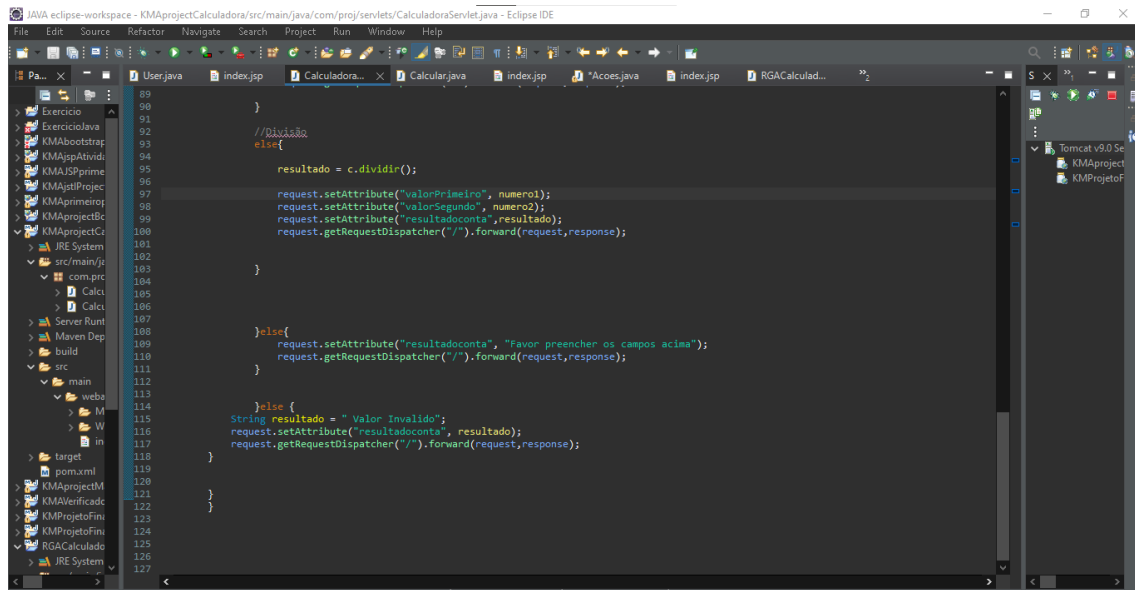 JAVA eclipse-workspace - KMAprojectCalculadora/src/main/java/com/proj/servlets/CalculadoraServlet.java - Eclipse IDE
File Edit Source Refactor Navigate Search Project Run Window Help
Pa... User.java index.jsp Calculadora... Calcular.java index.jsp *Acoes.java index.jsp RGACalculad... »2 S »1
Exercicio
ExercicioJava
KMAbootstrap
KMAjspAtivida
KMAJSPprime
KMAjstlProjec
KMAprimeirop
KMAprojectBo
KMAprojectCa
JRE System
src/main/ja
com.pro
Calcu
Calcu
Server Runt
Maven Dep
build
src
main
weba
M
W
in
target
pom.xml
KMAprojectM
KMAVerificado
KMProjetoFina
KMProjetoFina
RGACalculado
JRE System
89
90 }
91
92 //Divisão
93 else{
94
95 resultado = c.dividir();
96
97 request.setAttribute("valorPrimeiro", numero1);
98 request.setAttribute("valorSegundo", numero2);
99 request.setAttribute("resultadoconta",resultado);
100 request.getRequestDispatcher("/").forward(request,response);
101
102
103 }
104
105
106
107
108 }else{
109 request.setAttribute("resultadoconta", "Favor preencher os campos acima");
110 request.getRequestDispatcher("/").forward(request,response);
111 }
112
113
114 }else {
115 String resultado = " Valor Invalido";
116 request.setAttribute("resultadoconta", resultado);
117 request.getRequestDispatcher("/").forward(request,response);
118 }
119
120
121 }
122 }
123
124
125
126
127
Tomcat v9.0 Se
KMAproject
KMProjetoF